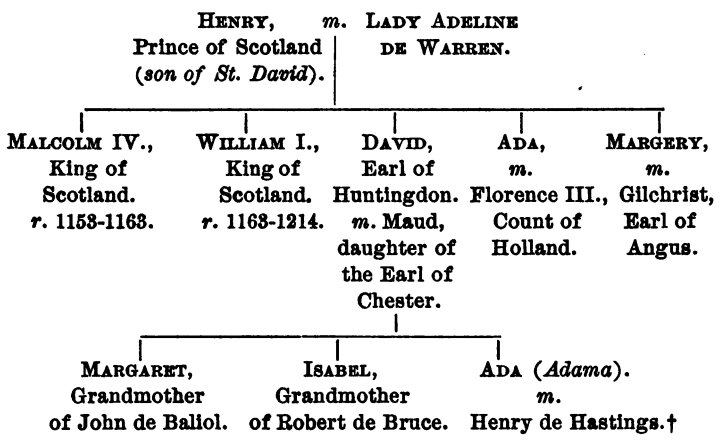 HENRY, m. LADY ADELINE
Prince of Scotland DE WARREN.
(son of St. David).
MALCOLM IV.,
King of
Scotland.
r. 1153-1163.
WILLIAM I.,
King of
Scotland.
r. 1163-1214.
DAVID,
Earl of
Huntingdon.
m. Maud,
daughter of
the Earl of
Chester.
ADA,
m.
Florence III.,
Count of
Holland.
MARGERY,
m.
Gilchrist,
Earl of
Angus.
MARGARET,
Grandmother
of John de Baliol.
ISABEL,
Grandmother
of Robert de Bruce.
ADA (Adama).
m.
Henry de Hastings.†